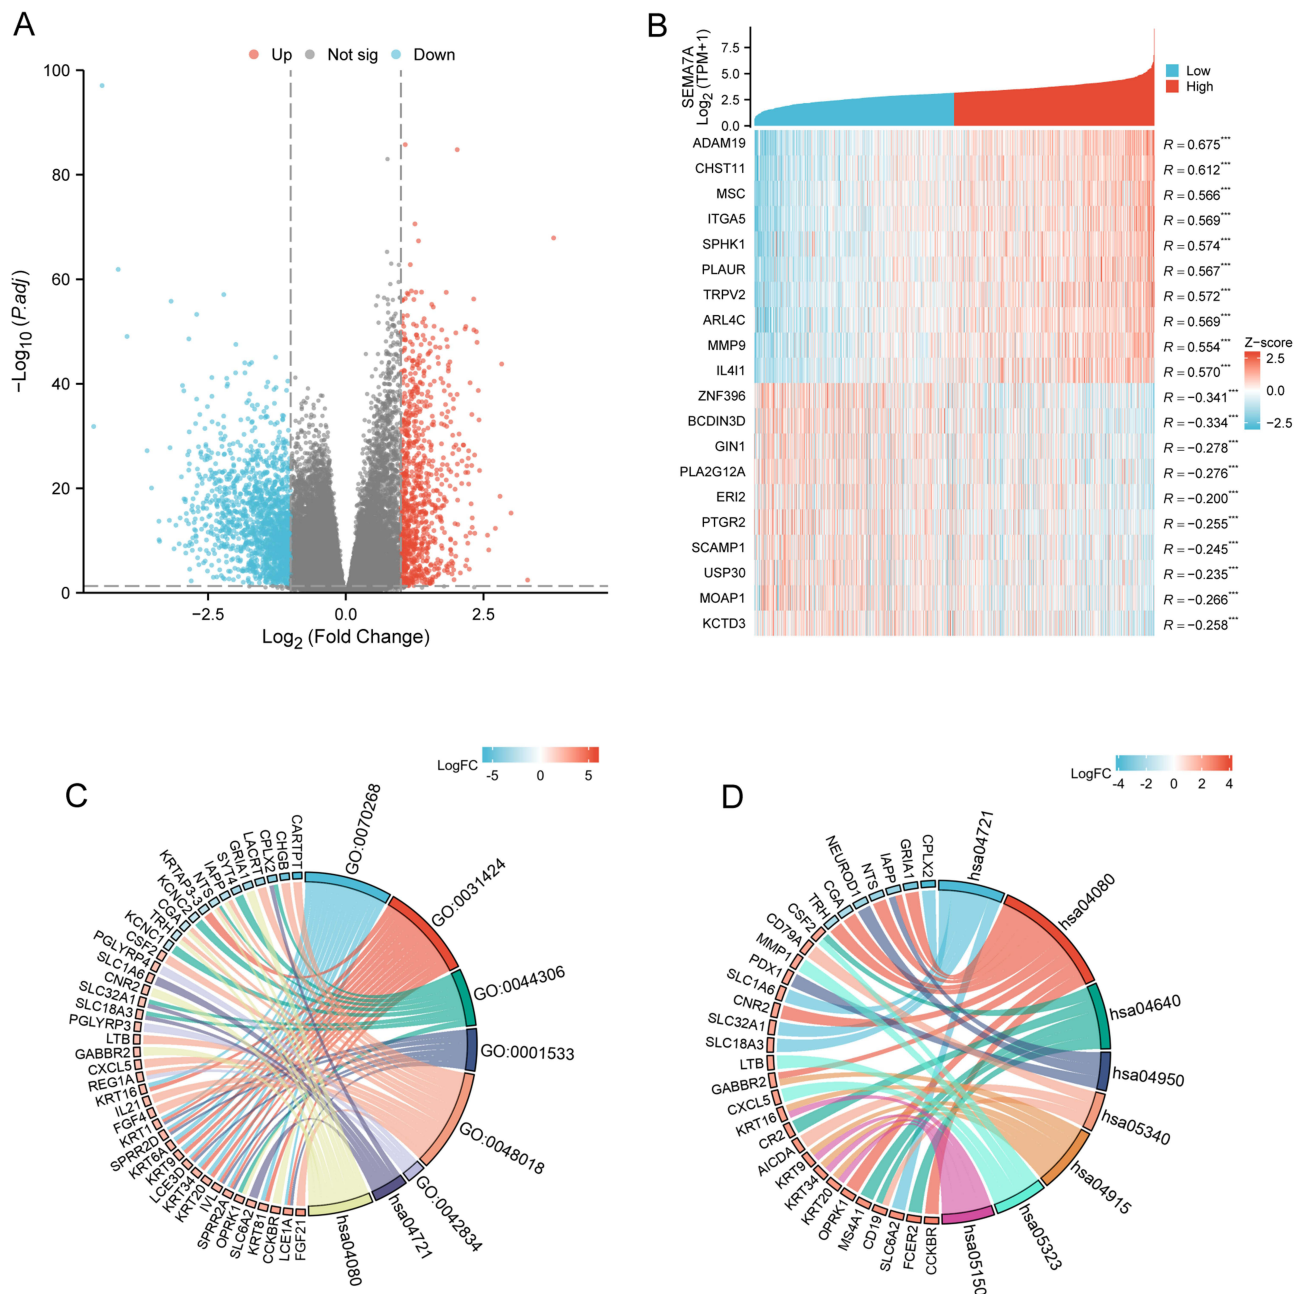 A
Up Not sig Down
100
80
60
40
20
0
−Log10 (P.adj)
−2.5 0.0 2.5
Log2 (Fold Change)
B
SEMA7A
Log2 (TPM+1)
7.5
5.0
2.5
0.0
Low
High
ADAM19 R = 0.675***
CHST11 R = 0.612***
MSC R = 0.566***
ITGA5 R = 0.569***
SPHK1 R = 0.574***
PLAUR R = 0.567***
TRPV2 R = 0.572***
ARL4C R = 0.569***
MMP9 R = 0.554***
IL4I1 R = 0.570***
ZNF396 R = −0.341***
BCDIN3D R = −0.334***
GIN1 R = −0.278***
PLA2G12A R = −0.276***
ERI2 R = −0.200***
PTGR2 R = −0.255***
SCAMP1 R = −0.245***
USP30 R = −0.235***
MOAP1 R = −0.266***
KCTD3 R = −0.258***
Z−score
2.5
0.0
−2.5
C
LogFC
-5 0 5
GO:0070268
GO:0031424
GO:0044306
GO:0001533
GO:0048018
GO:0042834
hsa04721
hsa04080
CARTPT
CHGB
CPLX2
LACRT
GRIA1
SYT4
IAPP
NTS
KRTAP3-3
KCNC2
CGA
TRH
KCNC1
CSF2
PGLYRP4
SLC1A6
CNR2
SLC32A1
SLC18A3
PGLYRP3
LTB
GABBR2
CXCL5
REG1A
KRT16
IL21
FGF4
KRT1
SPRR2D
KRT6A
KRT9
LCE3D
KRT34
KRT20
IVL
SPRR2A
OPRK1
SLC6A2
KRT81
CCKBR
LCE1A
FGF21
D
LogFC
-4 -2 0 2 4
hsa04721
hsa04080
hsa04640
hsa04950
hsa05340
hsa04915
hsa05323
hsa05150
CPLX2
GRIA1
IAPP
NTS
NEUROD1
CGA
TRH
CSF2
CD79A
MMP1
PDX1
SLC1A6
CNR2
SLC32A1
SLC18A3
LTB
GABBR2
CXCL5
KRT16
CR2
AICDA
KRT9
KRT34
KRT20
OPRK1
MS4A1
CD19
SLC6A2
FCER2
CCKBR